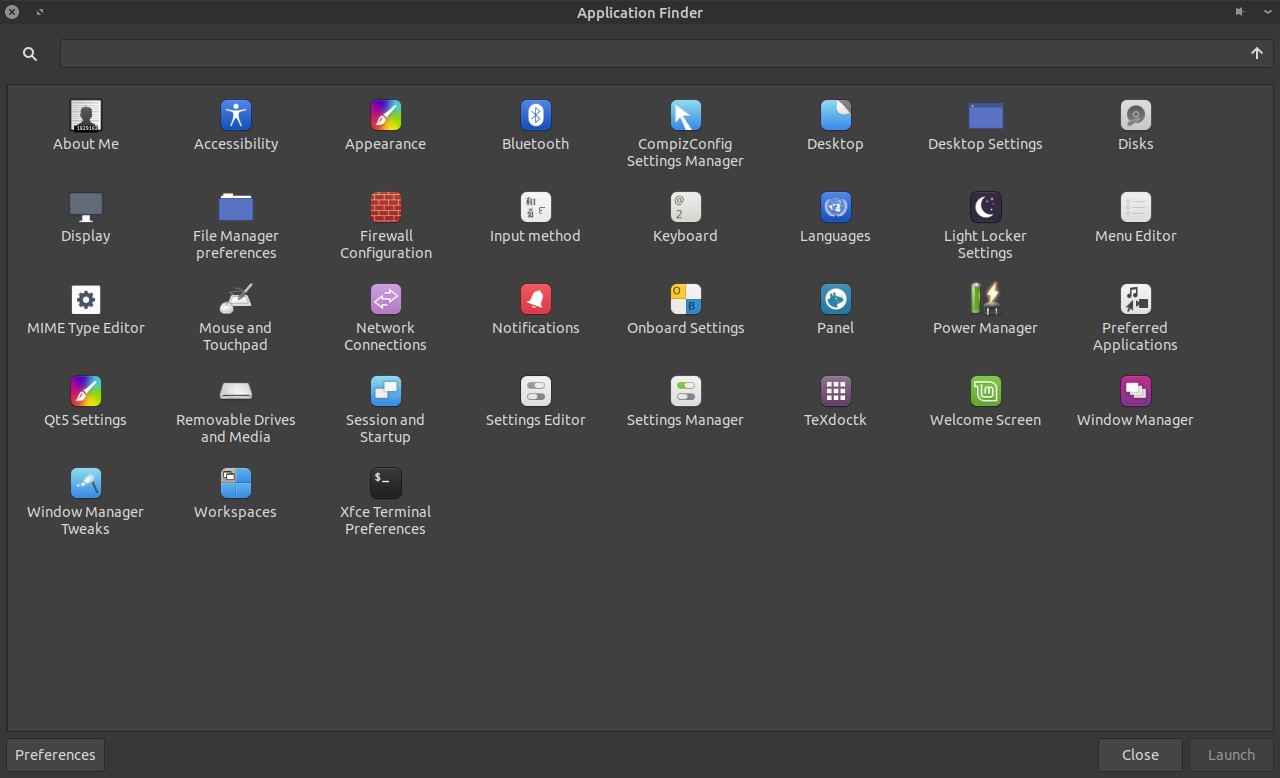 Application Finder
About Me
Accessibility
Appearance
Bluetooth
CompizConfig
Settings Manager
Desktop
Desktop Settings
Disks
Display
File Manager
preferences
Firewall
Configuration
Input method
Keyboard
Languages
Light Locker
Settings
Menu Editor
MIME Type Editor
Mouse and
Touchpad
Network
Connections
Notifications
Onboard Settings
Panel
Power Manager
Preferred
Applications
Qt5 Settings
Removable Drives
and Media
Session and
Startup
Settings Editor
Settings Manager
TeXdoctk
Welcome Screen
Window Manager
Window Manager
Tweaks
Workspaces
$_
Xfce Terminal
Preferences
Preferences
Close
Launch